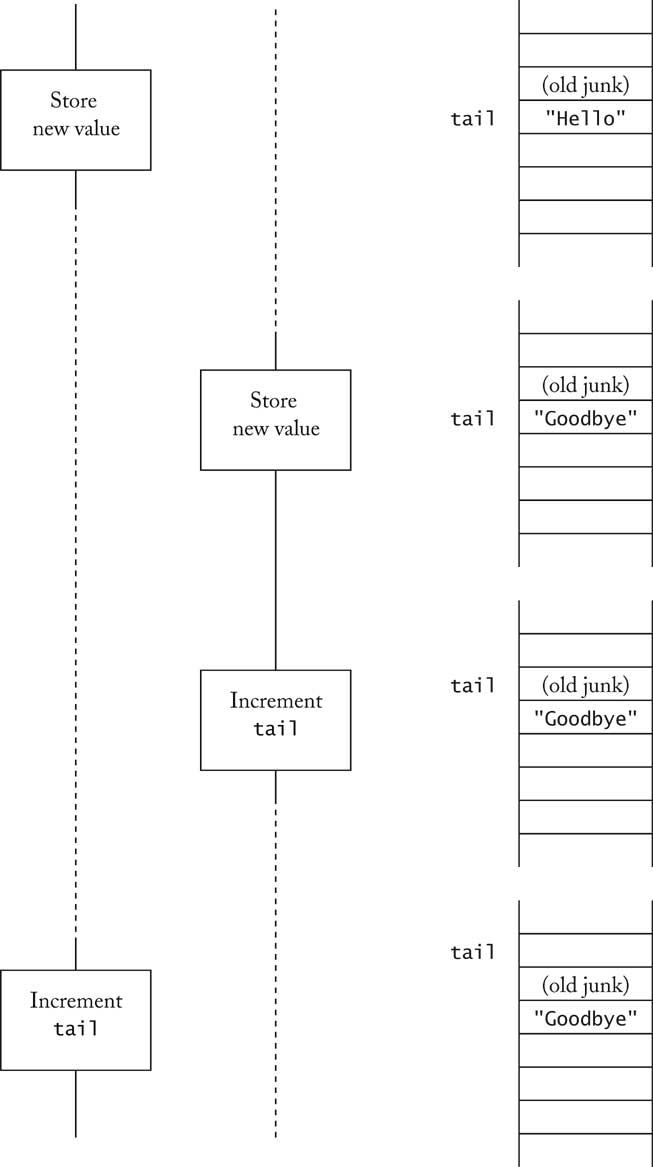 Store
new value
tail
(old junk)
"Hello"
Store
new value
tail
(old junk)
"Goodbye"
Increment
tail
tail
(old junk)
"Goodbye"
Increment
tail
tail
(old junk)
"Goodbye"